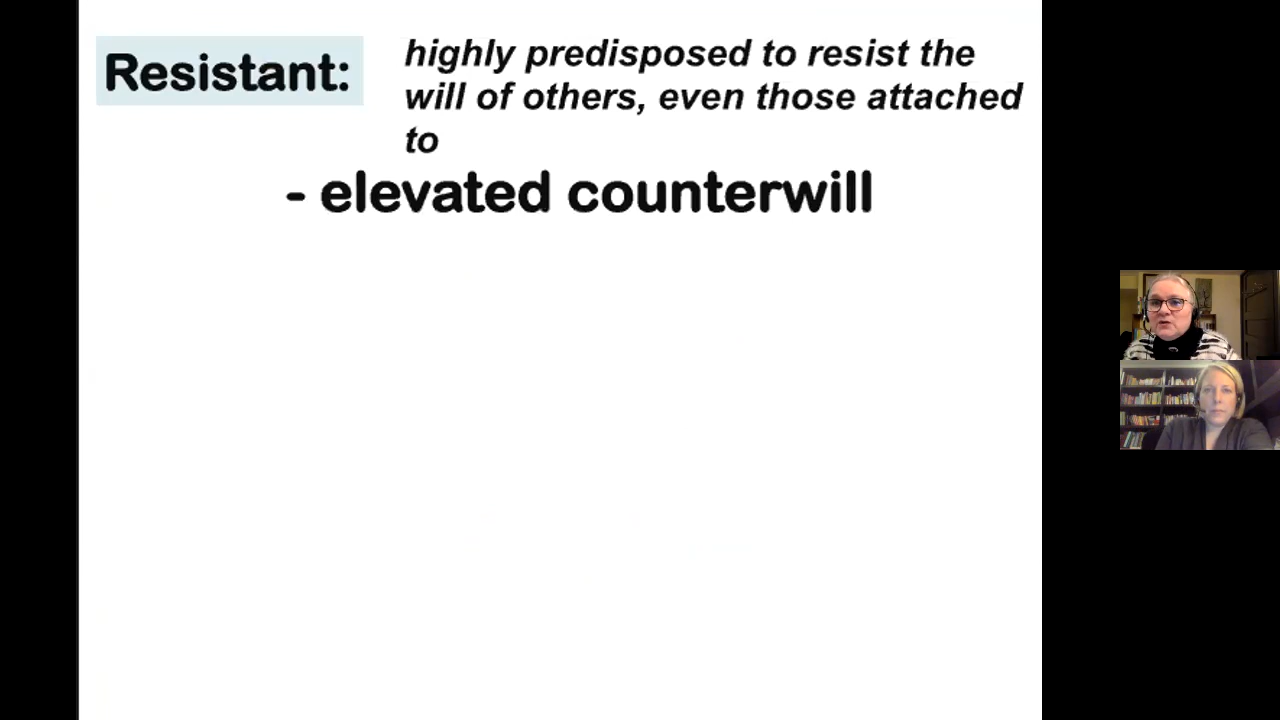 Resistant:
highly predisposed to resist the
will of others, even those attached
to
- elevated counterwill